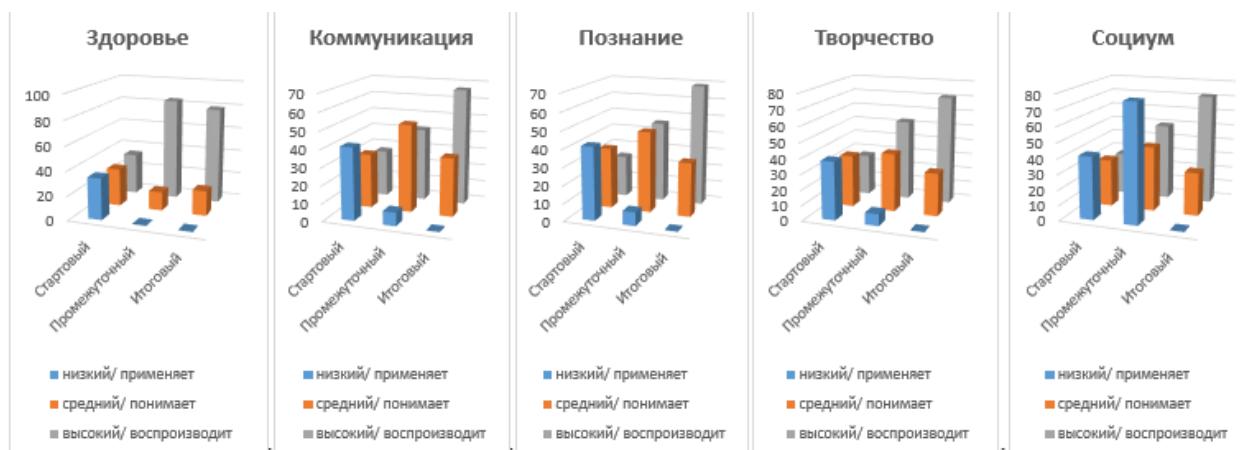 Здоровье
100
80
60
40
20
0
Стартовый
Промежуточный
Итоговый
низкий/ применяет
средний/ понимает
высокий/ воспроизводит
Коммуникация
70
60
50
40
30
20
10
0
Стартовый
Промежуточный
Итоговый
низкий/ применяет
средний/ понимает
высокий/ воспроизводит
Познание
70
60
50
40
30
20
10
0
Стартовый
Промежуточный
Итоговый
низкий/ применяет
средний/ понимает
высокий/ воспроизводит
Творчество
80
70
60
50
40
30
20
10
0
Стартовый
Промежуточный
Итоговый
низкий/ применяет
средний/ понимает
высокий/ воспроизводит
Социум
80
70
60
50
40
30
20
10
0
Стартовый
Промежуточный
Итоговый
низкий/ применяет
средний/ понимает
высокий/ воспроизводит